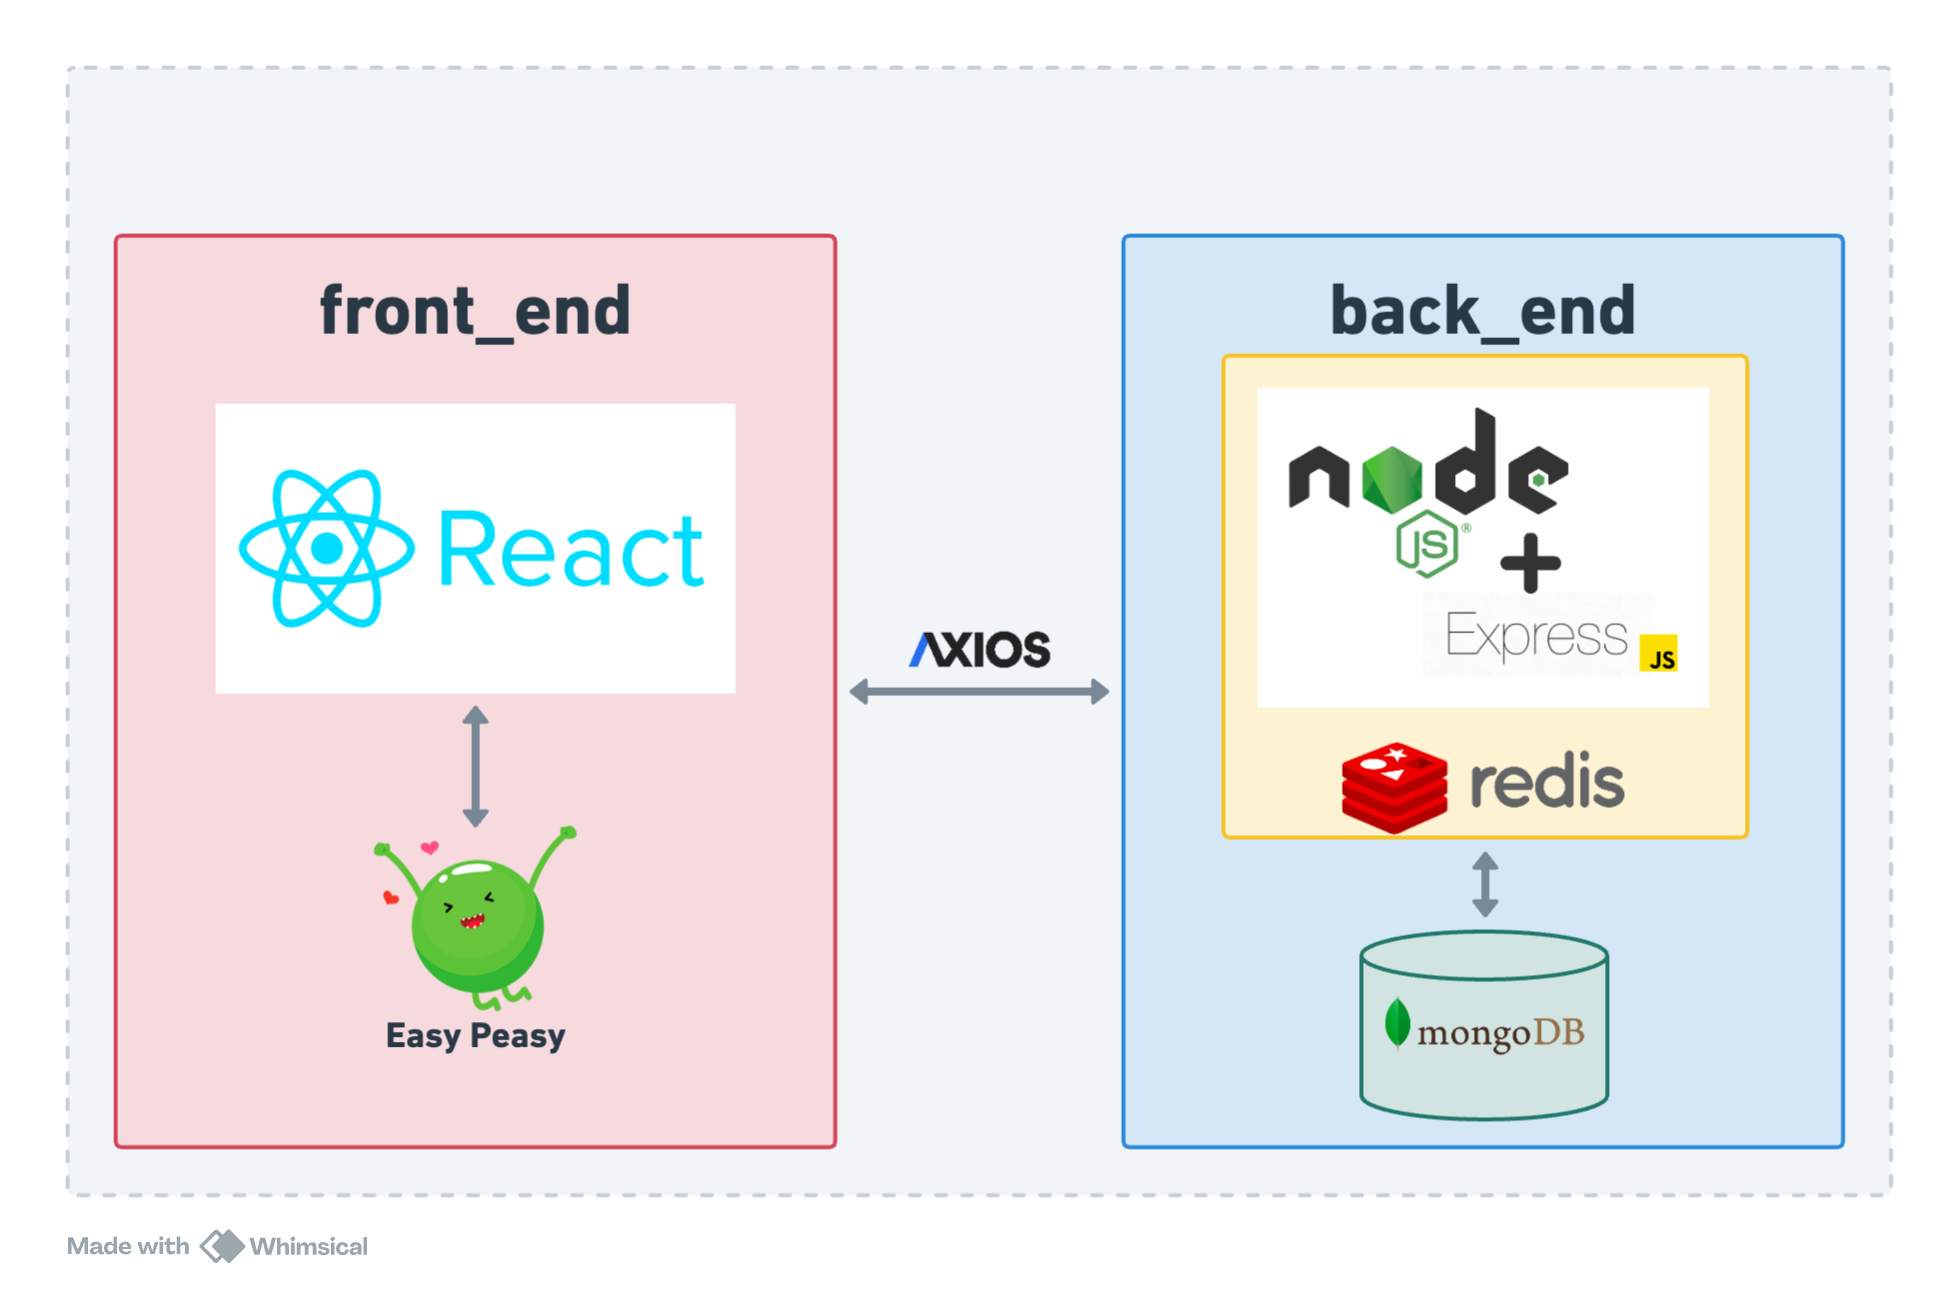 front_end
React
Easy Peasy
AXIOS
back_end
node
JS®
+
Express
JS
redis
mongoDB
Made with Whimsical